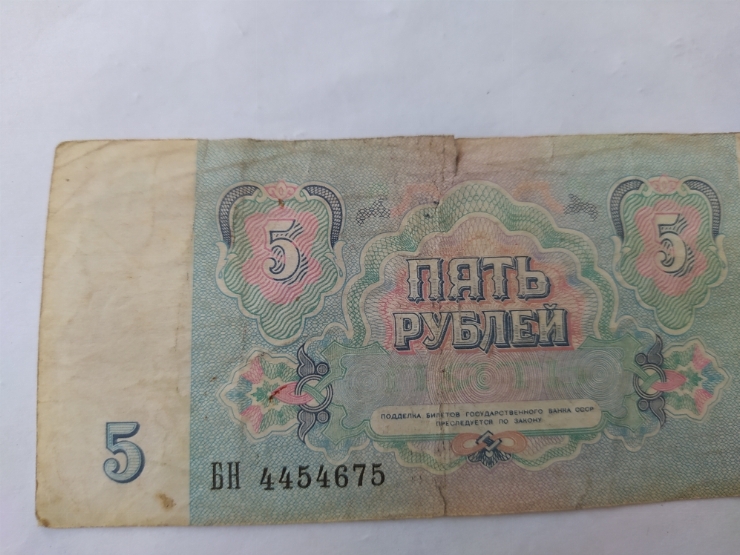 5
5
ПЯТЬ
РУБЛЕЙ
ПОДДЕЛКА БИЛЕТОВ ГОСУДАРСТВЕННОГО БАНКА СССР
ПРЕСЛЕДУЕТСЯ ПО ЗАКОНУ
5
БН 4454675